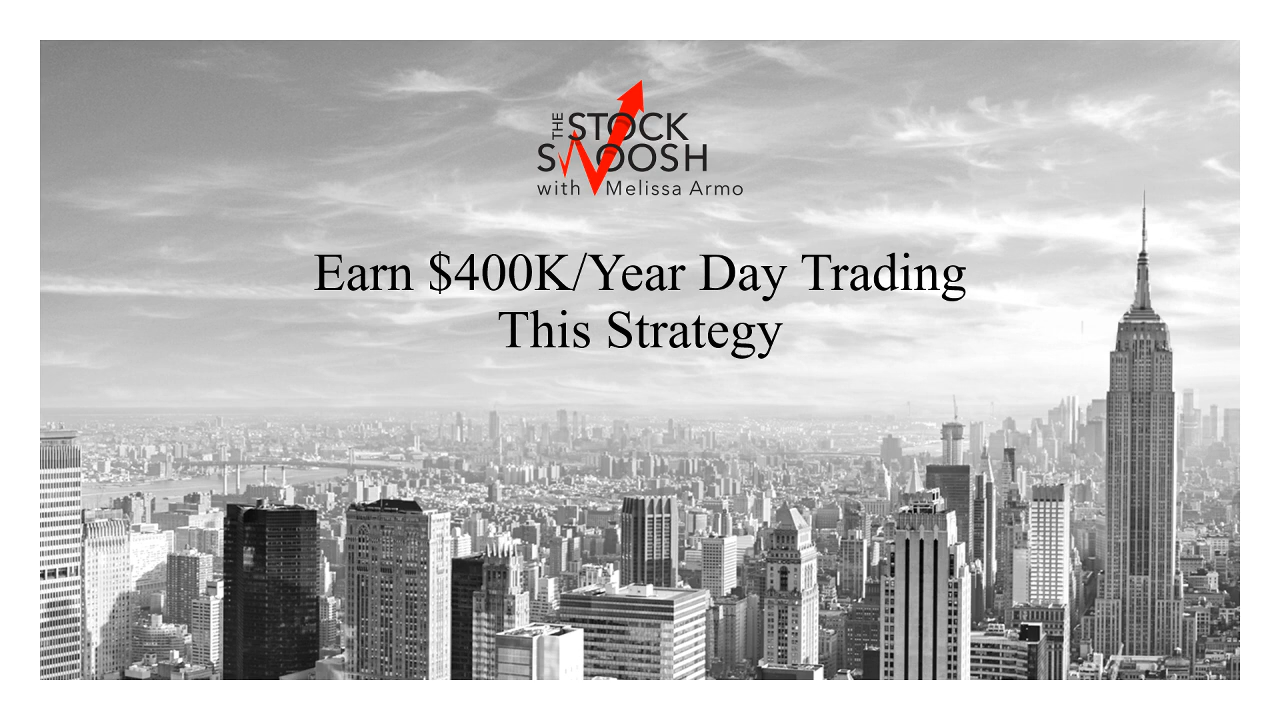 THE STOCK
SWOOSH
with Melissa Armo
Earn $400K/Year Day Trading
This Strategy